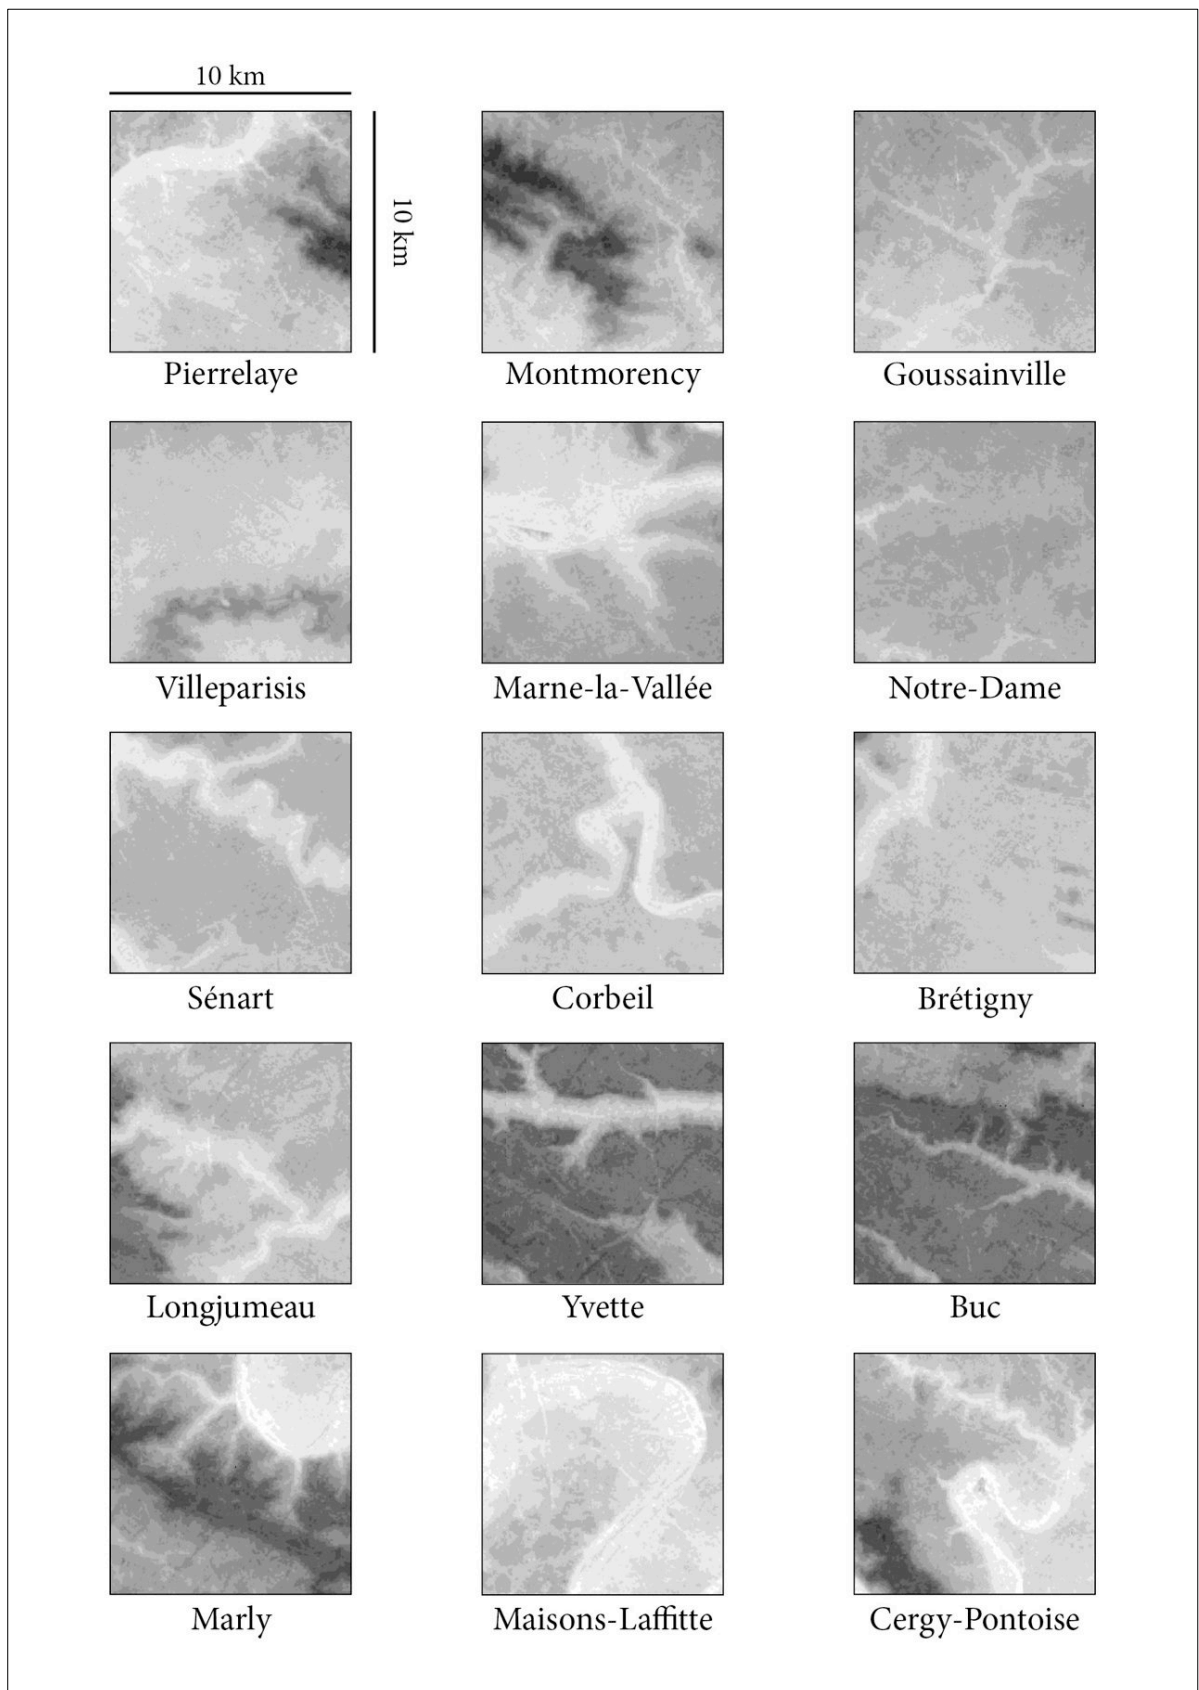 10 km
10 km
Pierrelaye
Montmorency
Goussainville
Villeparisis
Marne-la-Vallée
Notre-Dame
Sénart
Corbeil
Brétigny
Longjumeau
Yvette
Buc
Marly
Maisons-Laffitte
Cergy-Pontoise